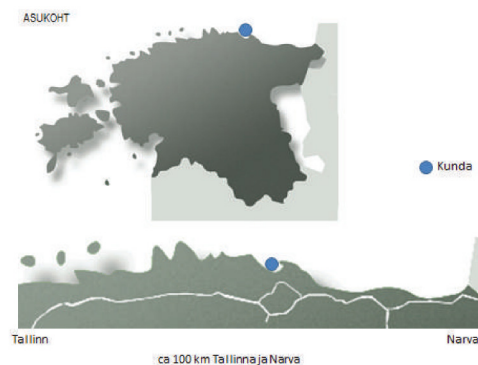 ASUKOHT
Kunda
Tallinn
Narva
ca 100 km Tallinna ja Narva